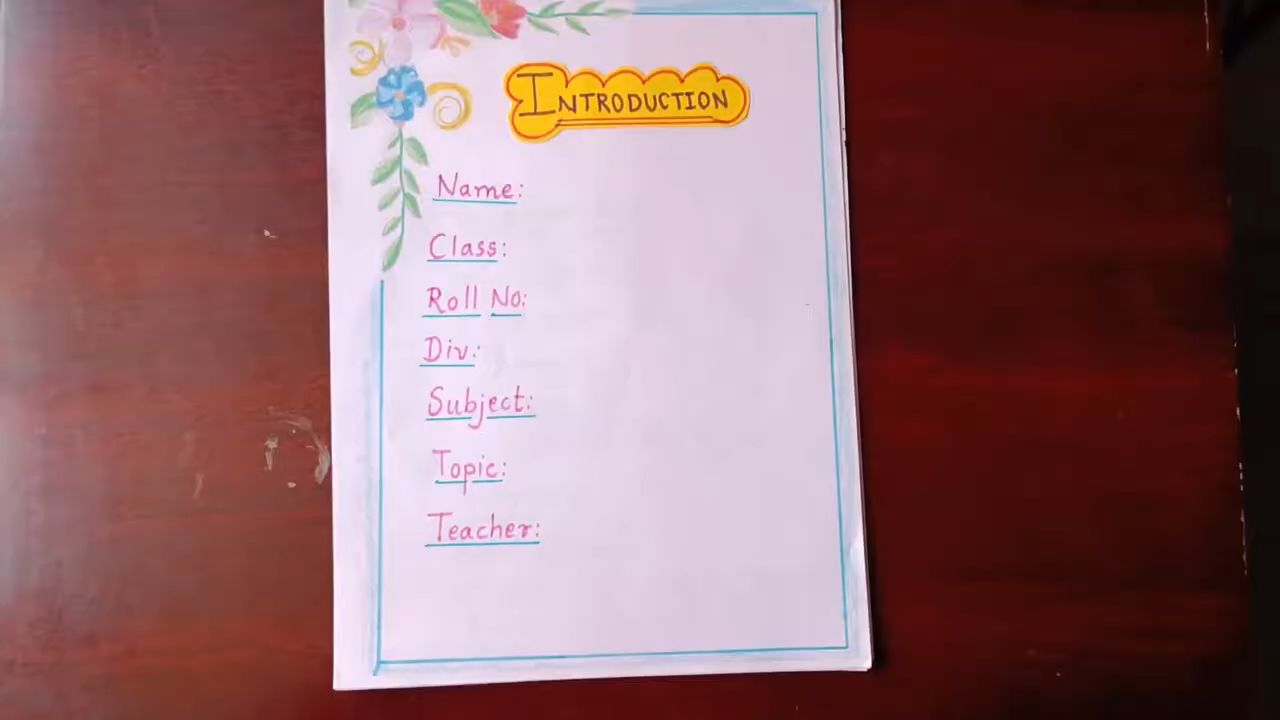 INTRODUCTION
Name:
Class:
Roll No:
Div:
Subject:
Topic:
Teacher: